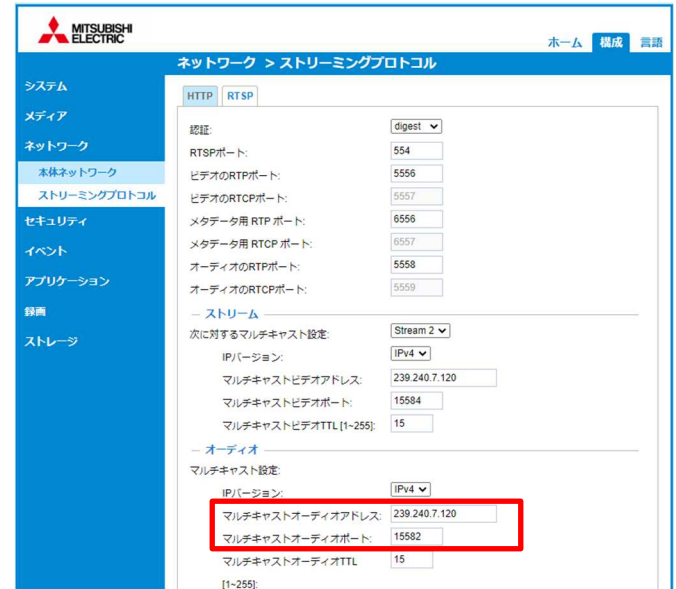 MITSUBISHI
ELECTRIC
ホーム 構成 言語
ネットワーク > ストリーミングプロトコル
システム
メディア
ネットワーク
本体ネットワーク
ストリーミングプロトコル
セキュリティ
イベント
アプリケーション
録画
ストレージ
HTTP RTSP
認証: digest
RTSPポート: 554
ビデオのRTPポート: 5556
ビデオのRTCPポート: 5557
メタデータ用 RTP ポート: 6556
メタデータ用 RTCP ポート: 6557
オーディオのRTPポート: 5558
オーディオのRTCPポート: 5559
ストリーム
次に対するマルチキャスト設定: Stream 2
IPバージョン: IPv4
マルチキャストビデオアドレス: 239.240.7.120
マルチキャストビデオポート: 15584
マルチキャストビデオTTL [1~255]: 15
オーディオ
マルチキャスト設定:
IPバージョン: IPv4
マルチキャストオーディオアドレス: 239.240.7.120
マルチキャストオーディオポート: 15582
マルチキャストオーディオTTL 15
[1~255]: